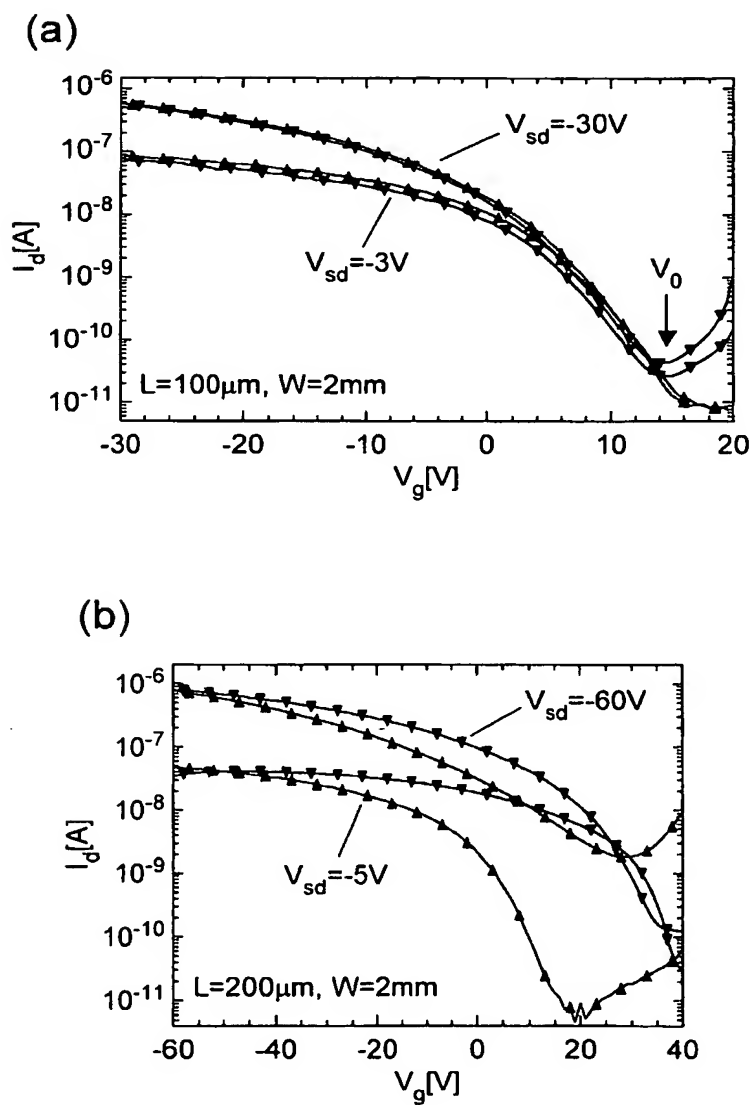 (a)
10⁻⁶
10⁻⁷
10⁻⁸
10⁻⁹
10⁻¹⁰
10⁻¹¹
I_d[A]
V_sd=-30V
V_sd=-3V
V_0
L=100µm, W=2mm
-30 -20 -10 0 10 20
V_g[V]
(b)
10⁻⁶
10⁻⁷
10⁻⁸
10⁻⁹
10⁻¹⁰
10⁻¹¹
I_d[A]
V_sd=-60V
V_sd=-5V
L=200µm, W=2mm
-60 -40 -20 0 20 40
V_g[V]